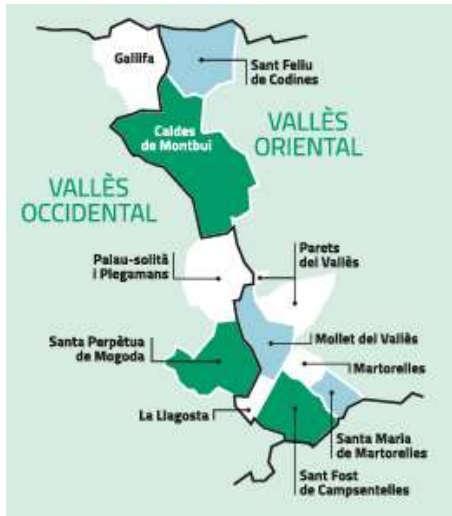 Gallifa
Sant Feliu
de Codines
Caldes
de Montbui
VALLÈS
ORIENTAL
VALLÈS
OCCIDENTAL
Palau-solità
i Plegamans
Parets
del Vallès
Santa Perpètua
de Mogoda
Mollet del Vallès
Martorelles
La Llagosta
Santa Maria
de Martorelles
Sant Fost
de Campsentelles